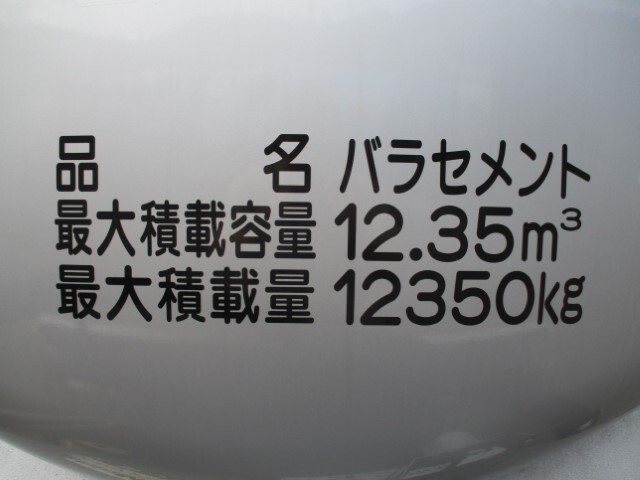 品名 バラセメント
最大積載容量 12.35m³
最大積載量 12350kg